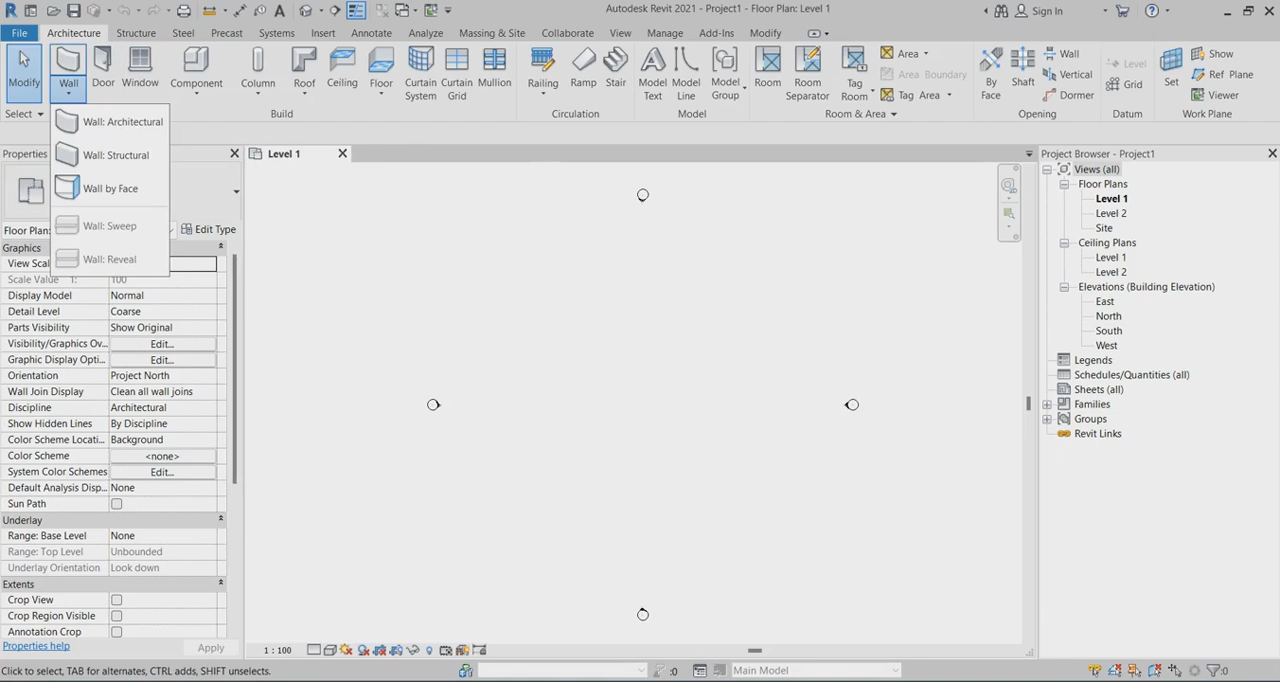 Autodesk Revit 2021 - Project1 - Floor Plan: Level 1
Sign In
File
Architecture
Structure
Steel
Precast
Systems
Insert
Annotate
Analyze
Massing & Site
Collaborate
View
Manage
Add-Ins
Modify
Modify
Wall
Door
Window
Component
Column
Roof
Ceiling
Floor
Curtain System
Curtain Grid
Mullion
Railing
Ramp
Stair
Model Text
Model Line
Model Group
Room
Room Separator
Tag Room
Area
Area Boundary
Tag Area
By Face
Shaft
Wall
Vertical
Dormer
Level
Grid
Set
Show
Ref Plane
Viewer
Select
Build
Circulation
Model
Room & Area
Opening
Datum
Work Plane
Wall: Architectural
Wall: Structural
Wall by Face
Wall: Sweep
Wall: Reveal
Properties
Floor Plan:
Edit Type
Graphics
View Scal
Scale Value 1: 100
Display Model Normal
Detail Level Coarse
Parts Visibility Show Original
Visibility/Graphics Ov... Edit...
Graphic Display Opti... Edit...
Orientation Project North
Wall Join Display Clean all wall joins
Discipline Architectural
Show Hidden Lines By Discipline
Color Scheme Locati... Background
Color Scheme <none>
System Color Schemes Edit...
Default Analysis Disp... None
Sun Path
Underlay
Range: Base Level None
Range: Top Level Unbounded
Underlay Orientation Look down
Extents
Crop View
Crop Region Visible
Annotation Crop
Properties help
Apply
Level 1
1 : 100
Project Browser - Project1
Views (all)
Floor Plans
Level 1
Level 2
Site
Ceiling Plans
Level 1
Level 2
Elevations (Building Elevation)
East
North
South
West
Legends
Schedules/Quantities (all)
Sheets (all)
Families
Groups
Revit Links
Click to select, TAB for alternates, CTRL adds, SHIFT unselects.
:0
Main Model
:0